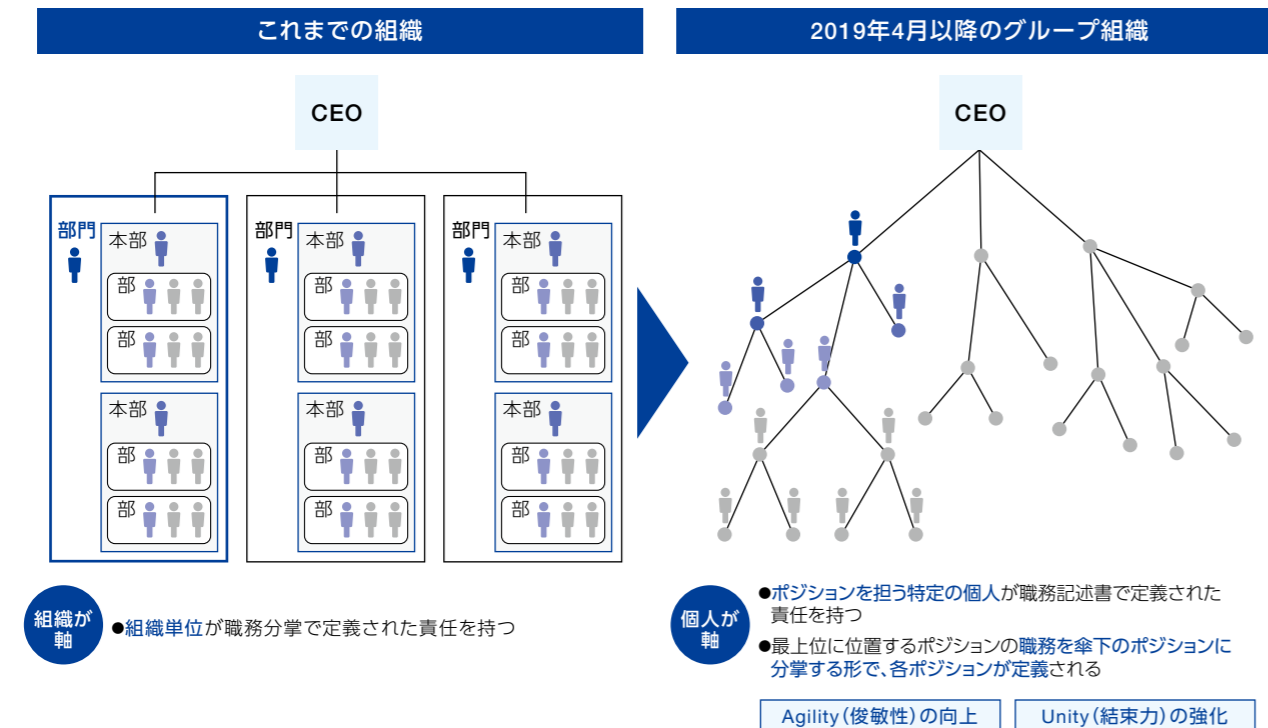 これまでの組織
CEO
部門
本部
部
部
本部
部
部
部門
本部
部
部
本部
部
部
部門
本部
部
部
本部
部
部
組織が
軸
●組織単位が職務分掌で定義された責任を持つ
2019年4月以降のグループ組織
CEO
個人が
軸
●ポジションを担う特定の個人が職務記述書で定義された
責任を持つ
●最上位に位置するポジションの職務を傘下のポジションに
分掌する形で、各ポジションが定義される
Agility(俊敏性)の向上
Unity(結束力)の強化